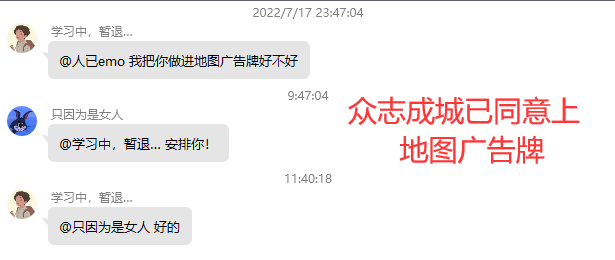 2022/7/17 23:47:04
学习中，暂退...
@人已emo 我把你做进地图广告牌好不好
9:47:04
只因为是女人
@学习中，暂退... 安排你！
众志成城已同意上
地图广告牌
11:40:18
学习中，暂退...
@只因为是女人 好的